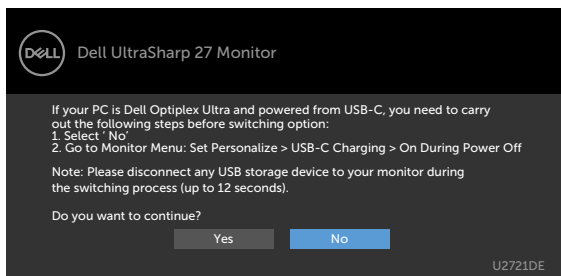 DELL
Dell UltraSharp 27 Monitor
If your PC is Dell Optiplex Ultra and powered from USB-C, you need to carry
out the following steps before switching option:
1. Select ‘ No’
2. Go to Monitor Menu: Set Personalize > USB-C Charging > On During Power Off
Note: Please disconnect any USB storage device to your monitor during
the switching process (up to 12 seconds).
Do you want to continue?
Yes No
U2721DE